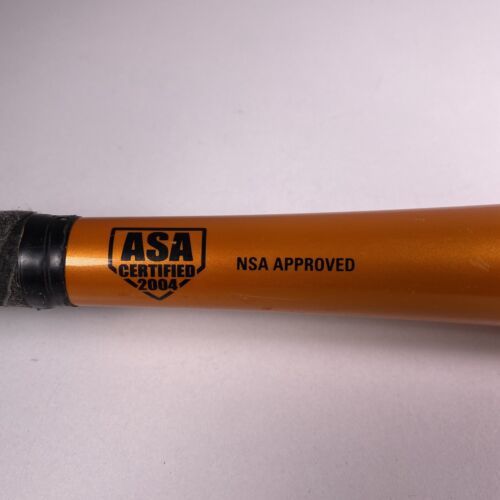 ASA
CERTIFIED
2004
NSA APPROVED